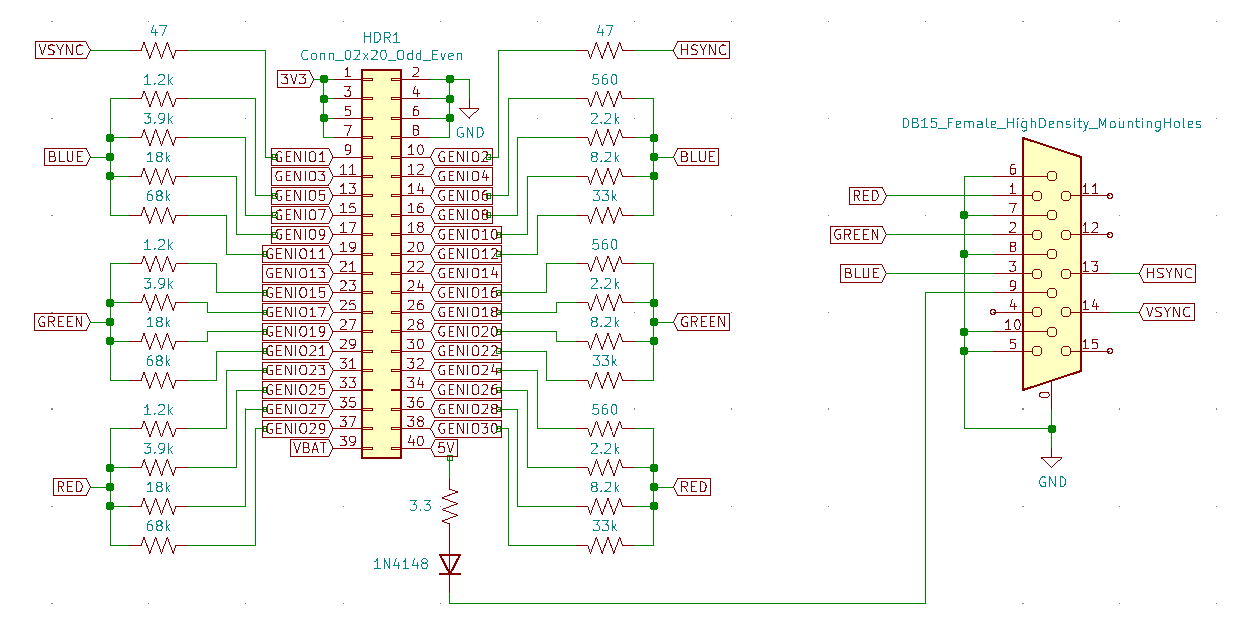 47
VSYNC
1.2k
3.9k
BLUE
18k
68k
1.2k
3.9k
GREEN
18k
68k
1.2k
3.9k
RED
18k
68k
HDR1
Conn_02x20_Odd_Even
3V3 1 2
3 4
5 6
7 8
GND
GENIO1 9 10 GENIO2
GENIO3 11 12 GENIO4
GENIO5 13 14 GENIO6
GENIO7 15 16 GENIO8
GENIO9 17 18 GENIO10
GENIO11 19 20 GENIO12
GENIO13 21 22 GENIO14
GENIO15 23 24 GENIO16
GENIO17 25 26 GENIO18
GENIO19 27 28 GENIO20
GENIO21 29 30 GENIO22
GENIO23 31 32 GENIO24
GENIO25 33 34 GENIO26
GENIO27 35 36 GENIO28
GENIO29 37 38 GENIO30
VBAT 39 40 5V
3.3
1N4148
47
HSYNC
560
2.2k
BLUE
8.2k
33k
560
2.2k
GREEN
8.2k
33k
560
2.2k
RED
8.2k
33k
DB15_Female_HighDensity_MountingHoles
6
RED 1 11
7
GREEN 2 12
8
BLUE 3 13 HSYNC
9
4 14 VSYNC
10
5 15
0
GND